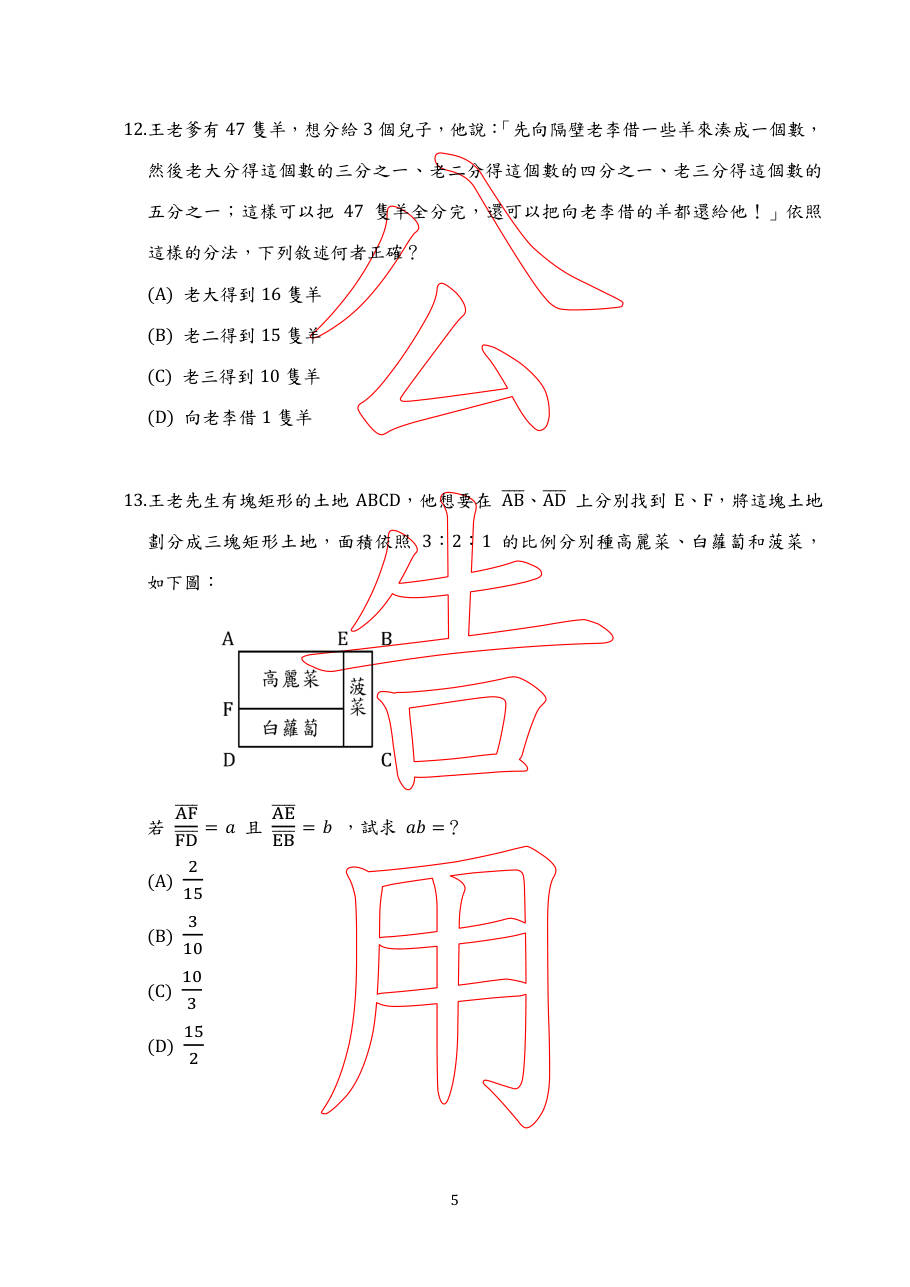 12.王老爹有 47 隻羊，想分給 3 個兒子，他說：「先向隔壁老李借一些羊來湊成一個數，
然後老大分得這個數的三分之一、老二分得這個數的四分之一、老三分得這個數的
五分之一；這樣可以把 47 隻羊全分完，還可以把向老李借的羊都還給他！」依照
這樣的分法，下列敘述何者正確？
(A) 老大得到 16 隻羊
(B) 老二得到 15 隻羊
(C) 老三得到 10 隻羊
(D) 向老李借 1 隻羊
13.王老先生有塊矩形的土地 ABCD，他想要在 \overline{AB}、\overline{AD} 上分別找到 E、F，將這塊土地
劃分成三塊矩形土地，面積依照 3：2：1 的比例分別種高麗菜、白蘿蔔和菠菜，
如下圖：
A E B
高麗菜 菠菜
F
白蘿蔔
D C
若 \frac{\overline{AF}}{\overline{FD}} = a 且 \frac{\overline{AE}}{\overline{EB}} = b ，試求 ab =？
(A) 2/15
(B) 3/10
(C) 10/3
(D) 15/2
公告用
5